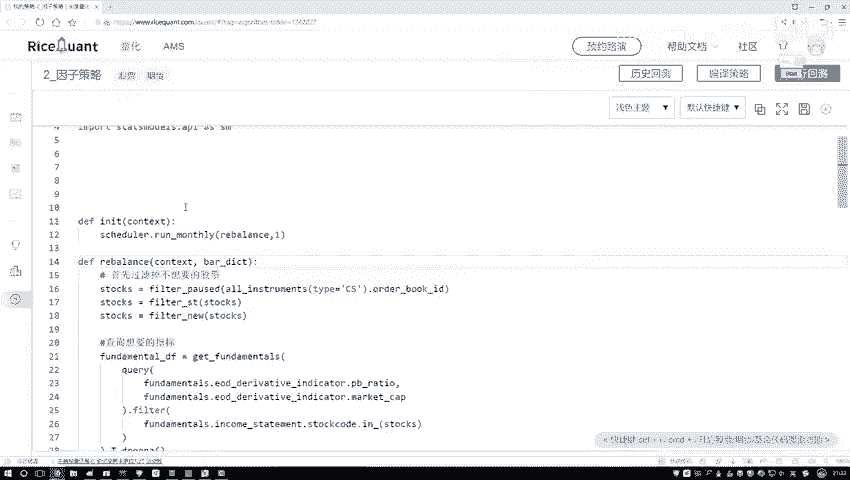 https://www.ricequant.com
RiceQuant 量化 AMS 预约路演 帮助文档 社区
2_因子策略 股票 期货 历史回测 编译策略 行回测
浅色主题 ▼ 默认快捷键 ▼
4 import statsmodels.api as sm
5
6
7
8
9
10
11 def init(context):
12 scheduler.run_monthly(rebalance,1)
13
14 def rebalance(context, bar_dict):
15 # 首先过滤掉不想要的股票
16 stocks = filter_paused(all_instruments(type='CS').order_book_id)
17 stocks = filter_st(stocks)
18 stocks = filter_new(stocks)
19
20 #查询想要的指标
21 fundamental_df = get_fundamentals(
22 query(
23 fundamentals.eod_derivative_indicator.pb_ratio,
24 fundamentals.eod_derivative_indicator.market_cap
25 ).filter(
26 fundamentals.income_statement.stockcode.in_(stocks)
27 )